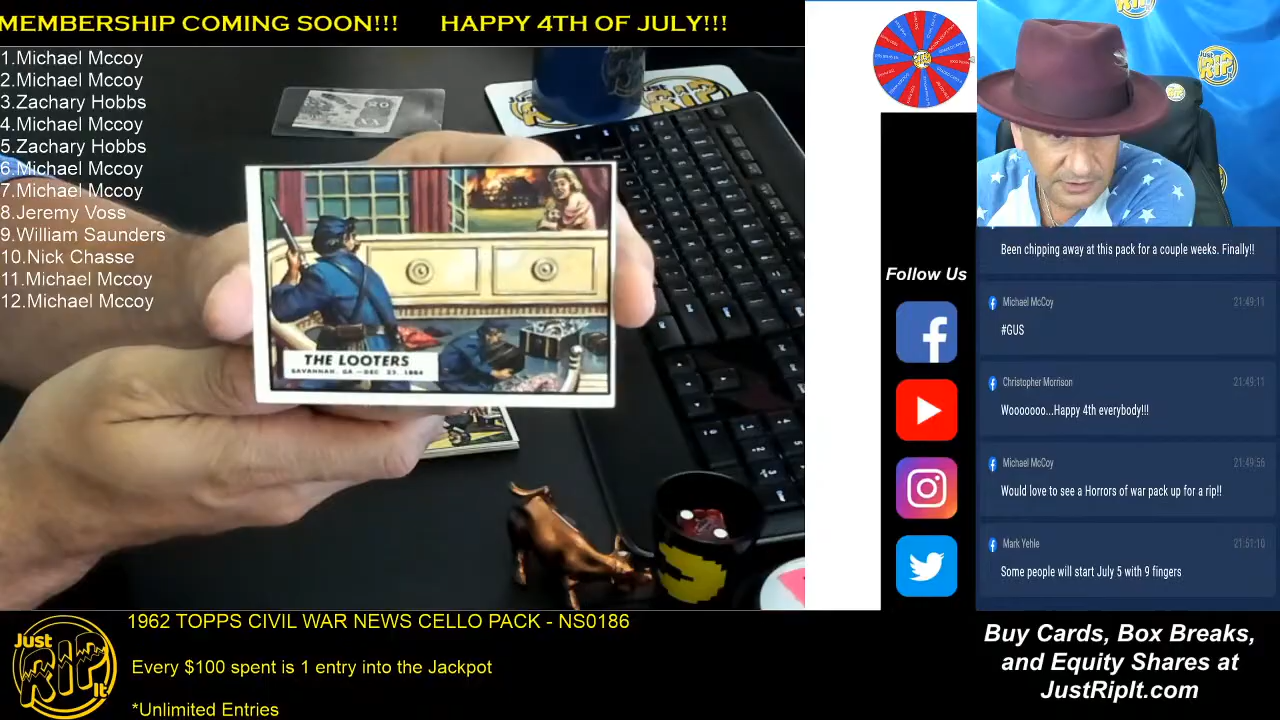 MEMBERSHIP COMING SOON!!! HAPPY 4TH OF JULY!!!
1.Michael Mccoy
2.Michael Mccoy
3.Zachary Hobbs
4.Michael Mccoy
5.Zachary Hobbs
6.Michael Mccoy
7.Michael Mccoy
8.Jeremy Voss
9.William Saunders
10.Nick Chasse
11.Michael Mccoy
12.Michael Mccoy
20
THE LOOTERS
SAVANNAH, GA.—DEC. 23, 1864
Just
RIP
It
1962 TOPPS CIVIL WAR NEWS CELLO PACK - NS0186
Every $100 spent is 1 entry into the Jackpot
*Unlimited Entries
Follow Us
Just
RIP
Been chipping away at this pack for a couple weeks. Finally!!
Michael McCoy 21:49:11
#GUS
Christopher Morrison 21:49:11
Wooooooo...Happy 4th everybody!!!
Michael McCoy 21:49:56
Would love to see a Horrors of war pack up for a rip!!
Mark Yehle 21:51:10
Some people will start July 5 with 9 fingers
Buy Cards, Box Breaks,
and Equity Shares at
JustRipIt.com